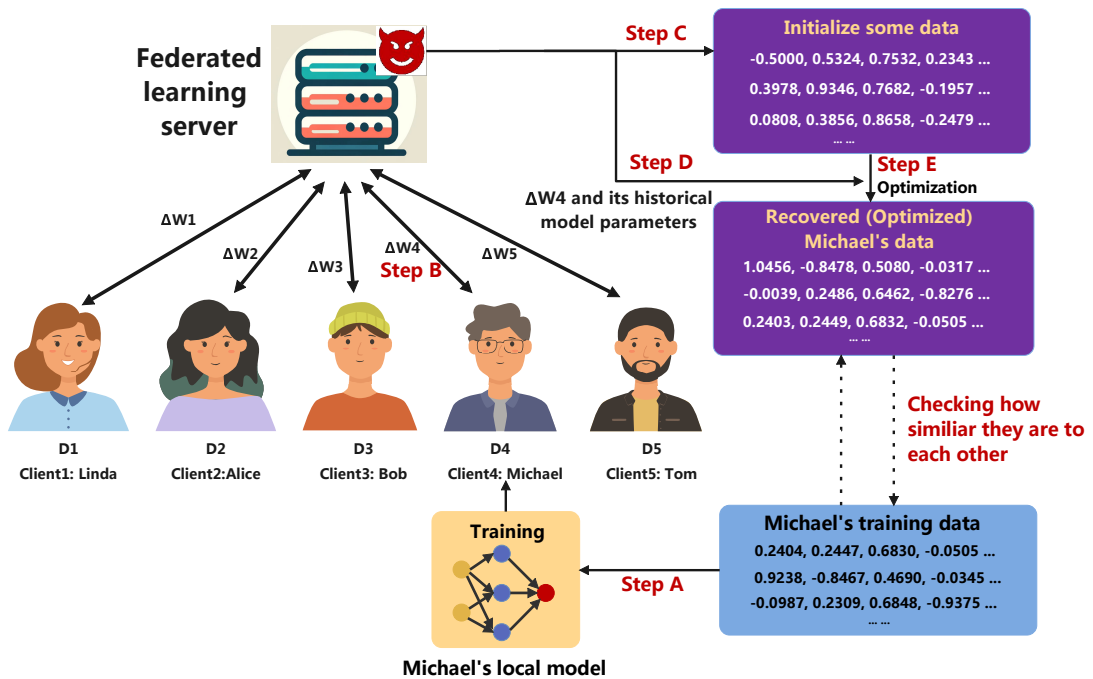 Federated
learning
server
Step C
Initialize some data
-0.5000, 0.5324, 0.7532, 0.2343 ...
0.3978, 0.9346, 0.7682, -0.1957 ...
0.0808, 0.3856, 0.8658, -0.2479 ...
... ...
Step D
Step E
Optimization
ΔW4 and its historical
model parameters
Recovered (Optimized)
Michael's data
1.0456, -0.8478, 0.5080, -0.0317 ...
-0.0039, 0.2486, 0.6462, -0.8276 ...
0.2403, 0.2449, 0.6832, -0.0505 ...
... ...
ΔW1
ΔW2
ΔW3
ΔW4
Step B
ΔW5
D1
Client1: Linda
D2
Client2:Alice
D3
Client3: Bob
D4
Client4: Michael
D5
Client5: Tom
Checking how
similiar they are to
each other
Training
Michael's local model
Step A
Michael's training data
0.2404, 0.2447, 0.6830, -0.0505 ...
0.9238, -0.8467, 0.4690, -0.0345 ...
-0.0987, 0.2309, 0.6848, -0.9375 ...
... ...